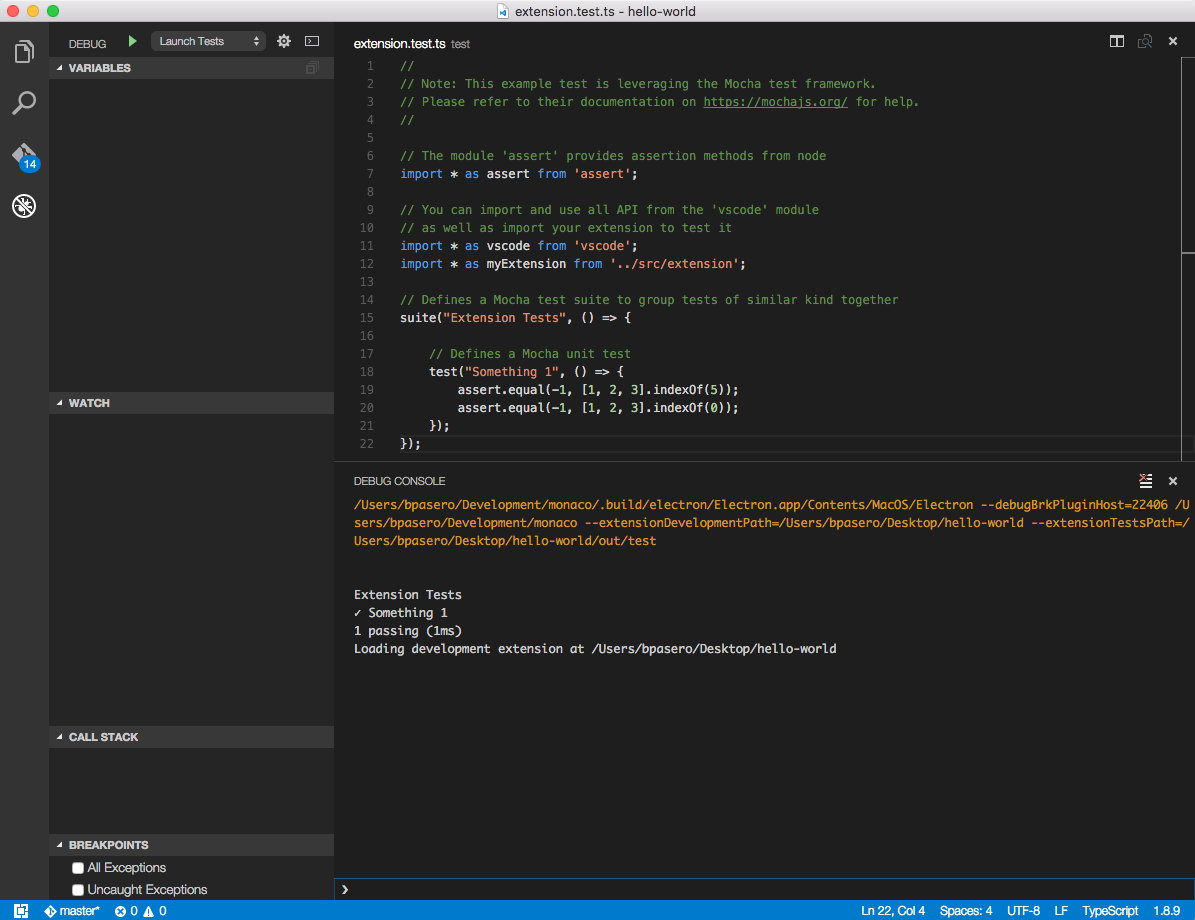 extension.test.ts - hello-world
DEBUG
Launch Tests
VARIABLES
WATCH
CALL STACK
BREAKPOINTS
All Exceptions
Uncaught Exceptions
14
extension.test.ts test
1 //
2 // Note: This example test is leveraging the Mocha test framework.
3 // Please refer to their documentation on https://mochajs.org/ for help.
4 //
5
6 // The module 'assert' provides assertion methods from node
7 import * as assert from 'assert';
8
9 // You can import and use all API from the 'vscode' module
10 // as well as import your extension to test it
11 import * as vscode from 'vscode';
12 import * as myExtension from '../src/extension';
13
14 // Defines a Mocha test suite to group tests of similar kind together
15 suite("Extension Tests", () => {
16
17     // Defines a Mocha unit test
18     test("Something 1", () => {
19         assert.equal(-1, [1, 2, 3].indexOf(5));
20         assert.equal(-1, [1, 2, 3].indexOf(0));
21     });
22 });
DEBUG CONSOLE
/Users/bpasero/Development/monaco/.build/electron/Electron.app/Contents/MacOS/Electron --debugBrkPluginHost=22406 /U
sers/bpasero/Development/monaco --extensionDevelopmentPath=/Users/bpasero/Desktop/hello-world --extensionTestsPath=/
Users/bpasero/Desktop/hello-world/out/test
Extension Tests
✓ Something 1
1 passing (1ms)
Loading development extension at /Users/bpasero/Desktop/hello-world
❯
master* 0 0 Ln 22, Col 4 Spaces: 4 UTF-8 LF TypeScript 1.8.9